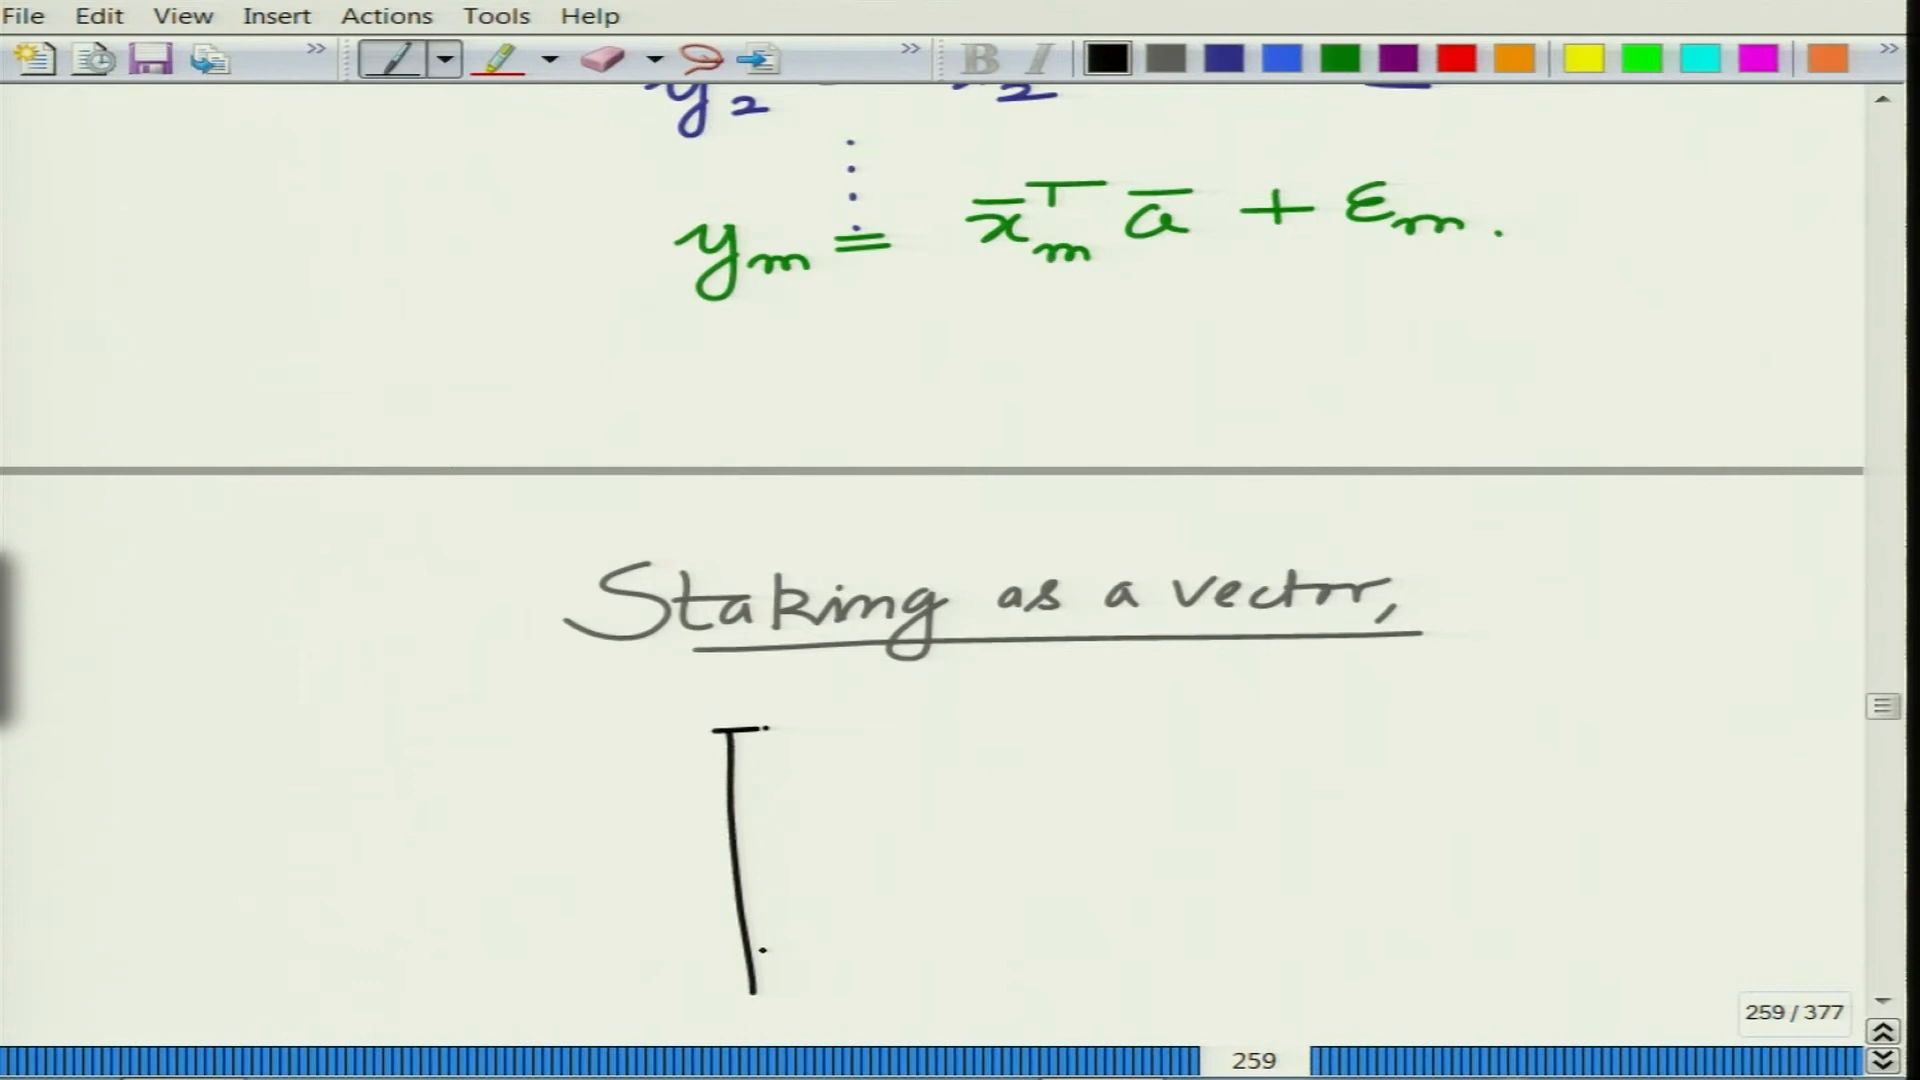 File Edit View Insert Actions Tools Help
B I
y₂
⋮
yₘ = x̄ₘᵀ ā + εₘ .
Staking as a vector,
259 / 377
259